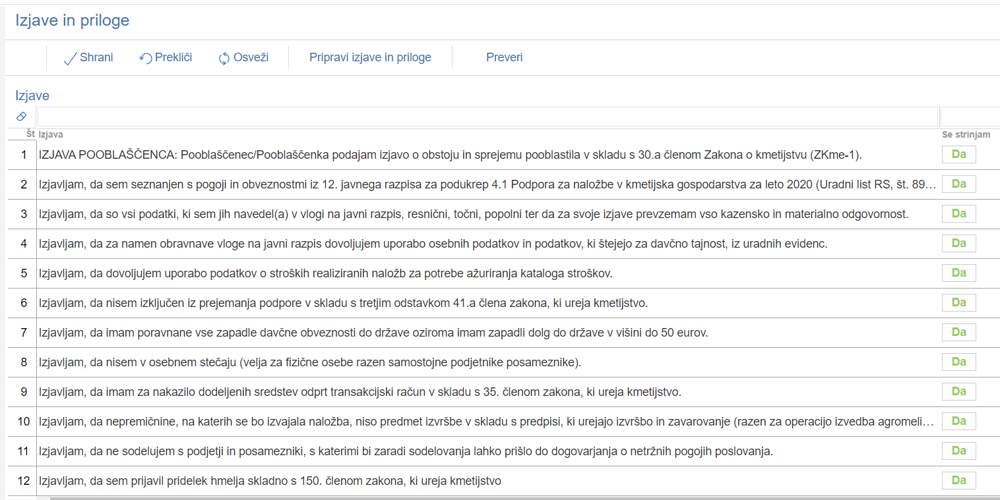 Izjave in priloge
Shrani Prekliči Osveži Pripravi izjave in priloge Preveri
Izjave
Št Izjava Se strinjam
1 IZJAVA POOBLAŠČENCA: Pooblaščenec/Pooblaščenka podajam izjavo o obstoju in sprejemu pooblastila v skladu s 30.a členom Zakona o kmetijstvu (ZKme-1). Da
2 Izjavljam, da sem seznanjen s pogoji in obveznostmi iz 12. javnega razpisa za podukrep 4.1 Podpora za naložbe v kmetijska gospodarstva za leto 2020 (Uradni list RS, št. 89... Da
3 Izjavljam, da so vsi podatki, ki sem jih navedel(a) v vlogi na javni razpis, resnični, točni, popolni ter da za svoje izjave prevzemam vso kazensko in materialno odgovornost. Da
4 Izjavljam, da za namen obravnave vloge na javni razpis dovoljujem uporabo osebnih podatkov in podatkov, ki štejejo za davčno tajnost, iz uradnih evidenc. Da
5 Izjavljam, da dovoljujem uporabo podatkov o stroških realiziranih naložb za potrebe ažuriranja kataloga stroškov. Da
6 Izjavljam, da nisem izključen iz prejemanja podpore v skladu s tretjim odstavkom 41.a člena zakona, ki ureja kmetijstvo. Da
7 Izjavljam, da imam poravnane vse zapadle davčne obveznosti do države oziroma imam zapadli dolg do države v višini do 50 eurov. Da
8 Izjavljam, da nisem v osebnem stečaju (velja za fizične osebe razen samostojne podjetnike posameznike). Da
9 Izjavljam, da imam za nakazilo dodeljenih sredstev odprt transakcijski račun v skladu s 35. členom zakona, ki ureja kmetijstvo. Da
10 Izjavljam, da nepremičnine, na katerih se bo izvajala naložba, niso predmet izvršbe v skladu s predpisi, ki urejajo izvršbo in zavarovanje (razen za operacijo izvedba agromeli... Da
11 Izjavljam, da ne sodelujem s podjetji in posamezniki, s katerimi bi zaradi sodelovanja lahko prišlo do dogovarjanja o netržnih pogojih poslovanja. Da
12 Izjavljam, da sem prijavil pridelek hmelja skladno s 150. členom zakona, ki ureja kmetijstvo Da